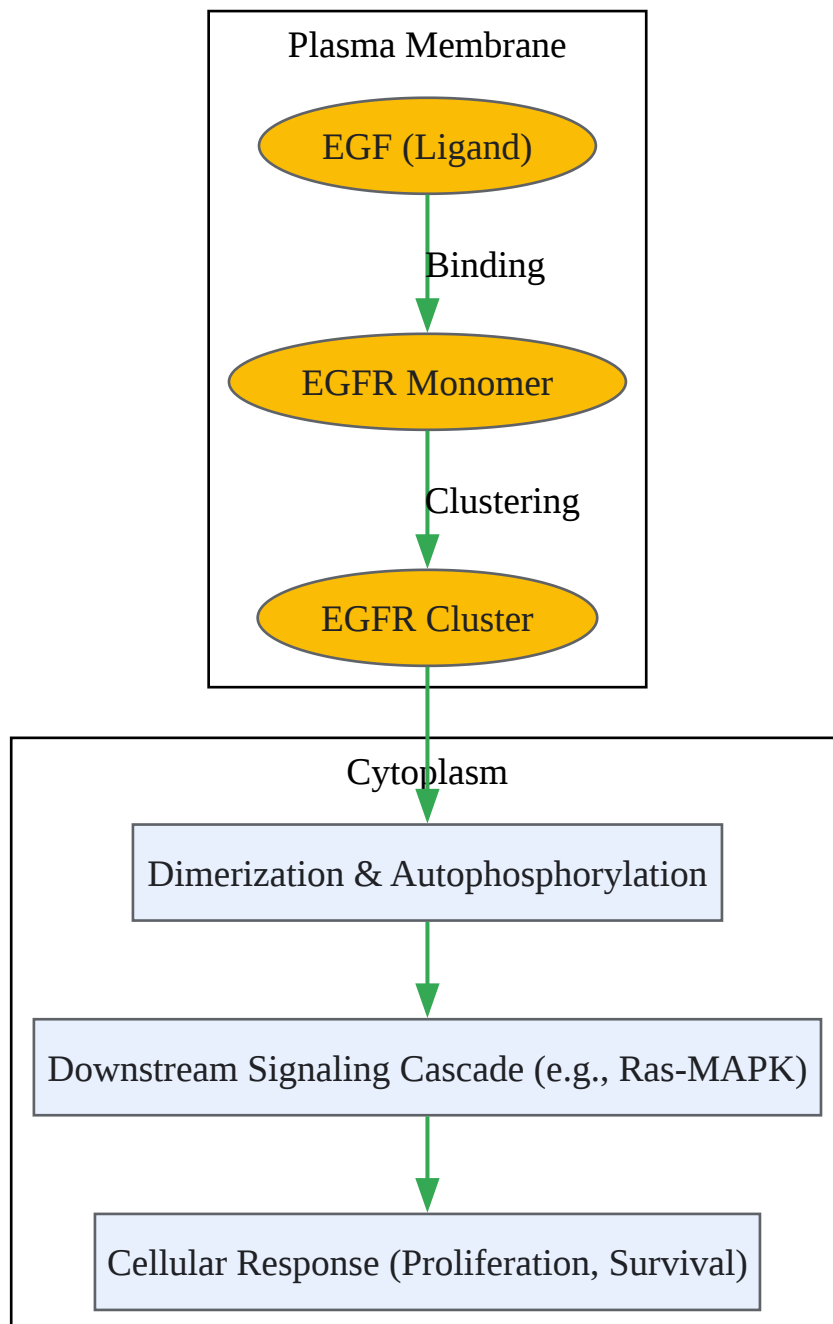 Plasma Membrane
EGF (Ligand)
Binding
EGFR Monomer
Clustering
EGFR Cluster
Cytoplasm
Dimerization & Autophosphorylation
Downstream Signaling Cascade (e.g., Ras-MAPK)
Cellular Response (Proliferation, Survival)